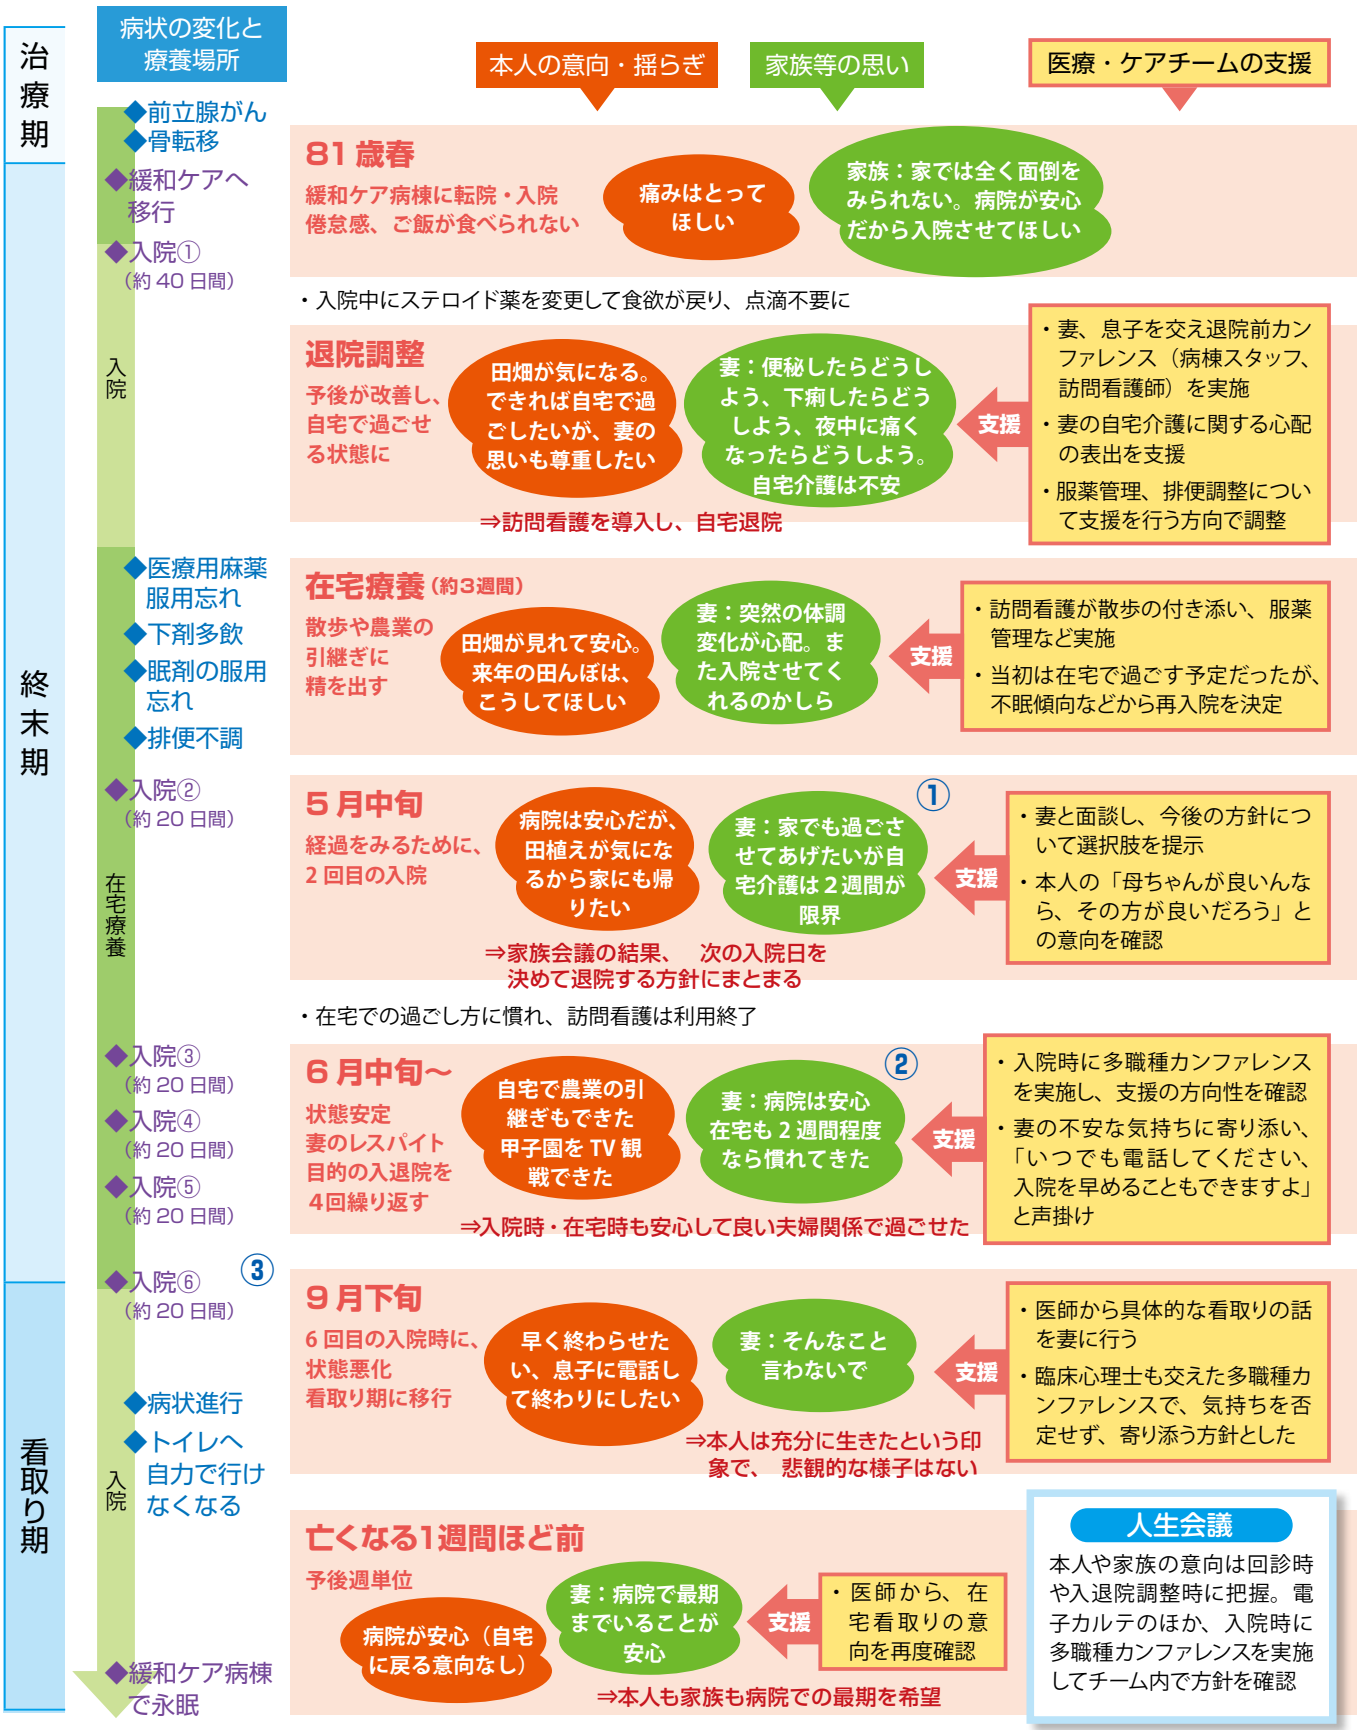 病状の変化と
療養場所
本人の意向・揺らぎ
家族等の思い
医療・ケアチームの支援
治療期
◆前立腺がん
◆骨転移
◆緩和ケアへ
移行
◆入院①
（約 40 日間）
入院
81 歳春
緩和ケア病棟に転院・入院
倦怠感、ご飯が食べられない
痛みはとって
ほしい
家族：家では全く面倒を
みられない。病院が安心
だから入院させてほしい
・入院中にステロイド薬を変更して食欲が戻り、点滴不要に
退院調整
予後が改善し、
自宅で過ごせ
る状態に
田畑が気になる。
できれば自宅で過
ごしたいが、妻の
思いも尊重したい
妻：便秘したらどうし
よう、下痢したらどう
しよう、夜中に痛く
なったらどうしよう。
自宅介護は不安
支援
・妻、息子を交え退院前カン
ファレンス（病棟スタッフ、
訪問看護師）を実施
・妻の自宅介護に関する心配
の表出を支援
・服薬管理、排便調整につい
て支援を行う方向で調整
⇒訪問看護を導入し、自宅退院
終末期
◆医療用麻薬
服用忘れ
◆下剤多飲
◆眠剤の服用
忘れ
◆排便不調
在宅療養（約３週間）
散歩や農業の
引継ぎに
精を出す
田畑が見れて安心。
来年の田んぼは、
こうしてほしい
妻：突然の体調
変化が心配。ま
た入院させてく
れるのかしら
支援
・訪問看護が散歩の付き添い、服薬
管理など実施
・当初は在宅で過ごす予定だったが、
不眠傾向などから再入院を決定
◆入院②
（約 20 日間）
在宅療養
5 月中旬
経過をみるために、
2 回目の入院
病院は安心だが、
田植えが気にな
るから家にも帰
りたい
①
妻：家でも過ごさ
せてあげたいが自
宅介護は２週間が
限界
支援
・妻と面談し、今後の方針につ
いて選択肢を提示
・本人の「母ちゃんが良いんな
ら、その方が良いだろう」と
の意向を確認
⇒家族会議の結果、 次の入院日を
決めて退院する方針にまとまる
・在宅での過ごし方に慣れ、訪問看護は利用終了
◆入院③
（約 20 日間）
◆入院④
（約 20 日間）
◆入院⑤
（約 20 日間）
6 月中旬～
状態安定
妻のレスパイト
目的の入退院を
４回繰り返す
自宅で農業の引
継ぎもできた
甲子園を TV 観
戦できた
②
妻：病院は安心
在宅も 2 週間程度
なら慣れてきた
支援
・入院時に多職種カンファレンス
を実施し、支援の方向性を確認
・妻の不安な気持ちに寄り添い、
「いつでも電話してください、
入院を早めることもできますよ」
と声掛け
⇒入院時・在宅時も安心して良い夫婦関係で過ごせた
◆入院⑥
（約 20 日間）
③
看取り期
◆病状進行
◆トイレへ
自力で行け
なくなる
入院
9 月下旬
6 回目の入院時に、
状態悪化
看取り期に移行
早く終わらせた
い、息子に電話し
て終わりにしたい
妻：そんなこと
言わないで
支援
・医師から具体的な看取りの話
を妻に行う
・臨床心理士も交えた多職種カ
ンファレンスで、気持ちを否
定せず、寄り添う方針とした
⇒本人は充分に生きたという印
象で、 悲観的な様子はない
亡くなる1週間ほど前
予後週単位
病院が安心（自宅
に戻る意向なし）
妻：病院で最期
までいることが
安心
支援
・医師から、在
宅看取りの意
向を再度確認
⇒本人も家族も病院での最期を希望
◆緩和ケア病棟
で永眠
人生会議
本人や家族の意向は回診時
や入退院調整時に把握。電
子カルテのほか、入院時に
多職種カンファレンスを実施
してチーム内で方針を確認